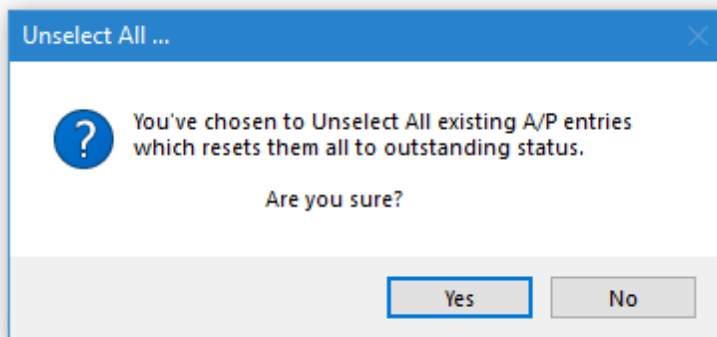 Unselect All ...
You've chosen to Unselect All existing A/P entries
which resets them all to outstanding status.
Are you sure?
Yes
No